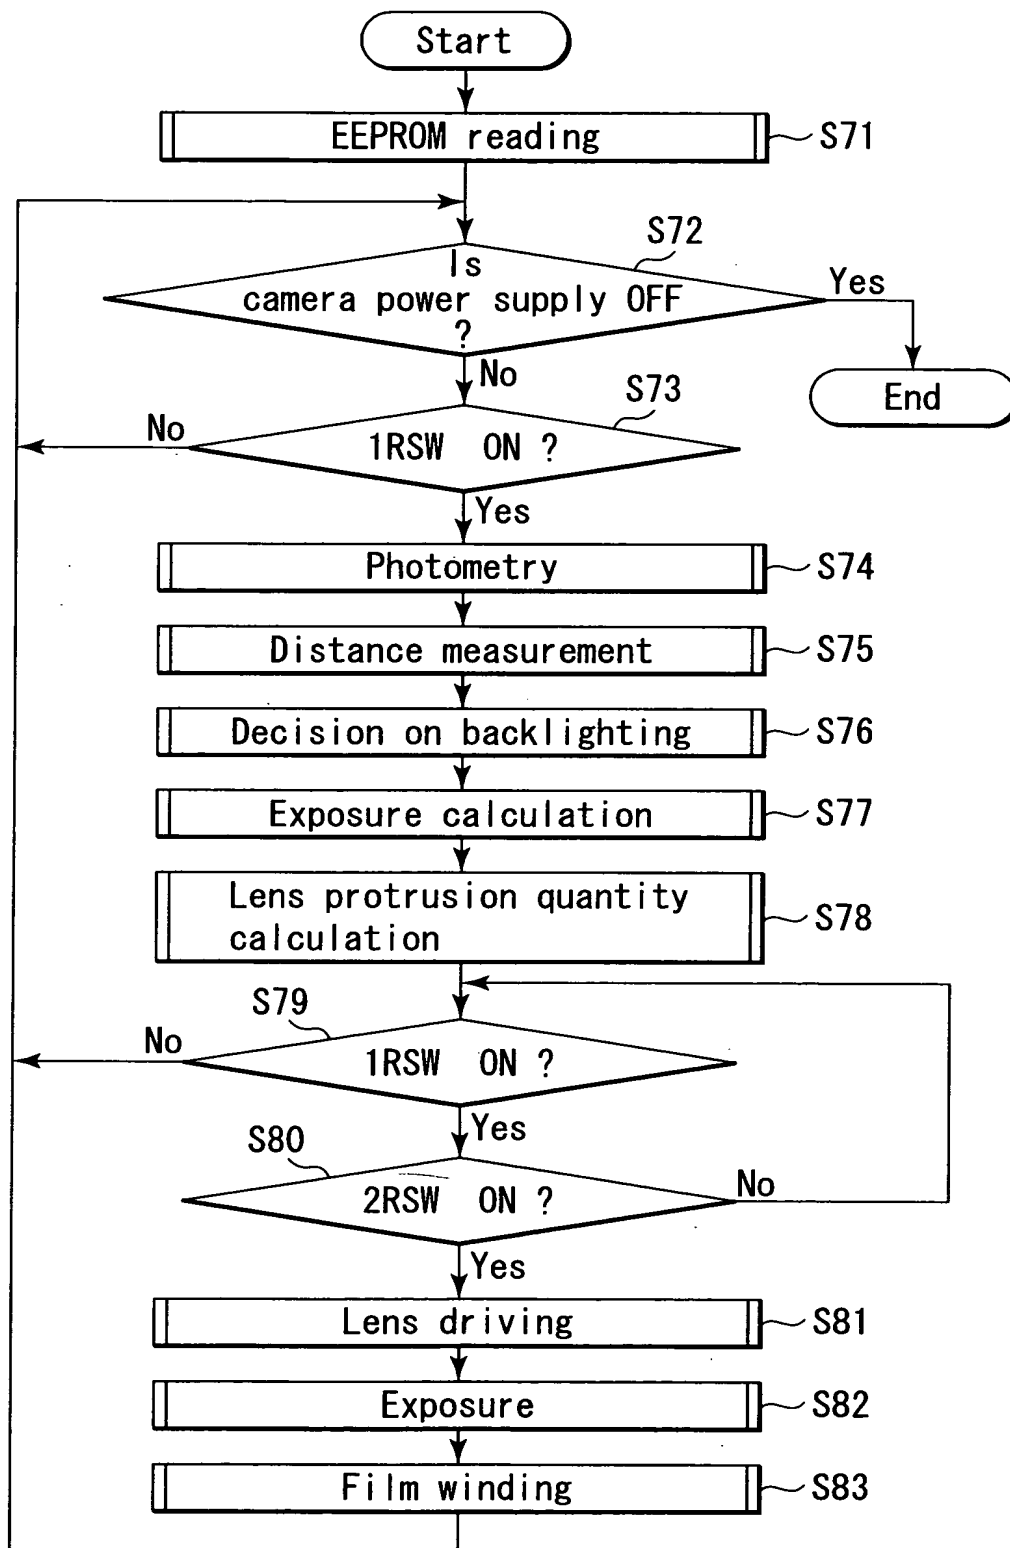 Start
EEPROM reading
S71
S72
Is
camera power supply OFF
?
Yes
No
End
S73
No
1RSW ON ?
Yes
Photometry
S74
Distance measurement
S75
Decision on backlighting
S76
Exposure calculation
S77
Lens protrusion quantity
calculation
S78
S79
No
1RSW ON ?
Yes
S80
2RSW ON ?
No
Yes
Lens driving
S81
Exposure
S82
Film winding
S83